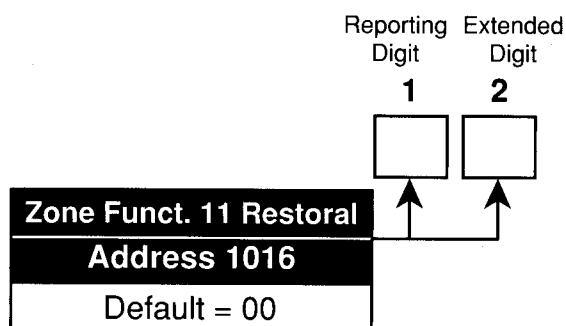 Reporting Extended
Digit Digit
1 2
Zone Funct. 11 Restoral
Address 1016
Default = 00